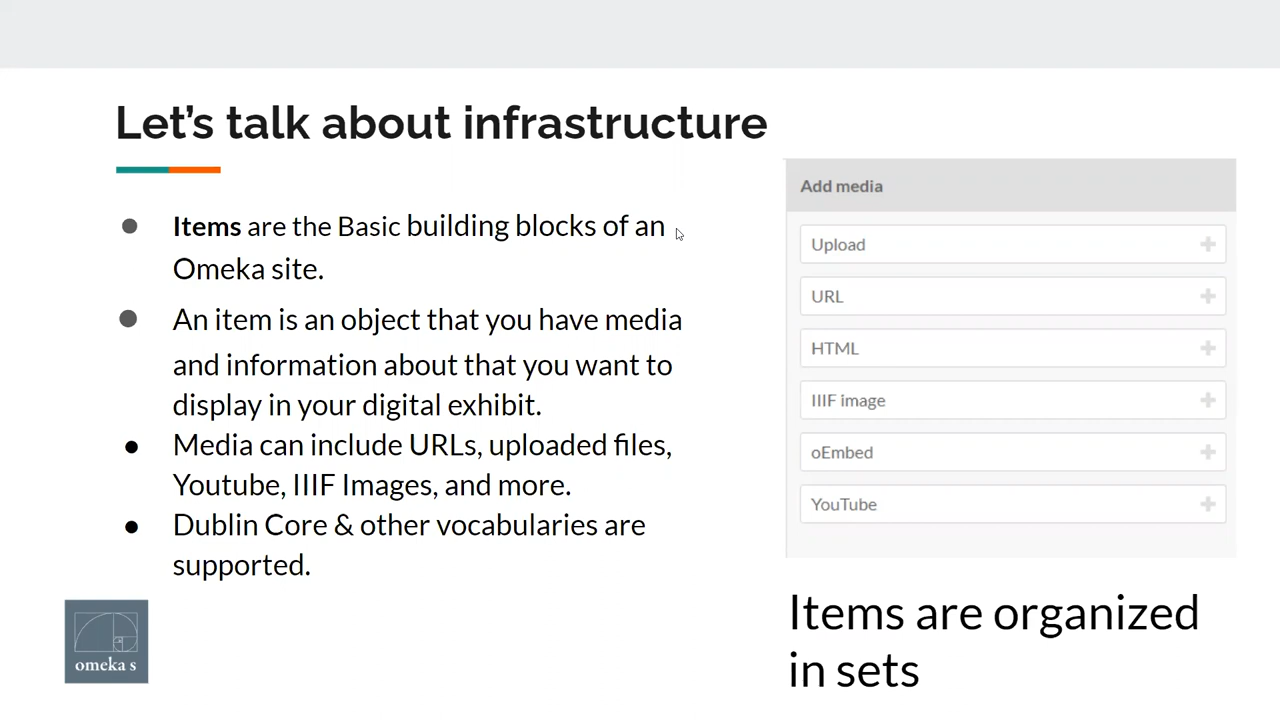 Let's talk about infrastructure
Items are the Basic building blocks of an
Omeka site.
An item is an object that you have media
and information about that you want to
display in your digital exhibit.
Media can include URLs, uploaded files,
Youtube, IIIF Images, and more.
Dublin Core & other vocabularies are
supported.
omeka s
Add media
Upload
URL
HTML
IIIF image
oEmbed
YouTube
Items are organized
in sets